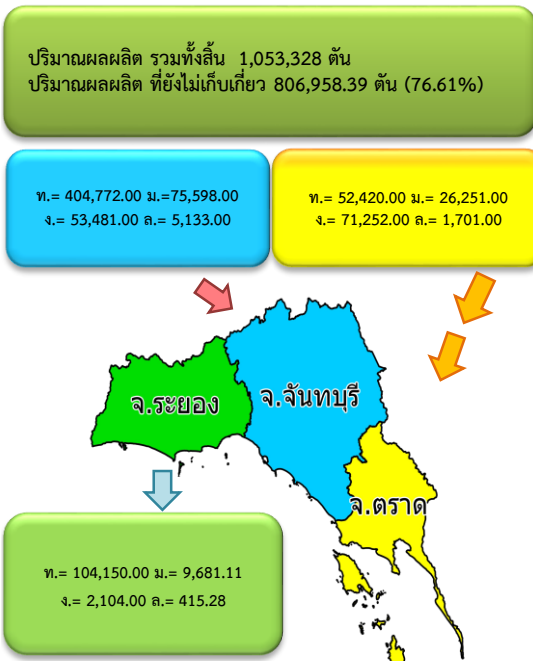 ปริมาณผลผลิต รวมทั้งสิ้น 1,053,328 ตัน
ปริมาณผลผลิต ที่ยังไม่เก็บเกี่ยว 806,958.39 ตัน (76.61%)
ท.= 404,772.00 ม.=75,598.00
ง.= 53,481.00 ล.= 5,133.00
ท.= 52,420.00 ม.= 26,251.00
ง.= 71,252.00 ล.= 1,701.00
จ.ระยอง
จ.จันทบุรี
จ.ตราด
ท.= 104,150.00 ม.= 9,681.11
ง.= 2,104.00 ล.= 415.28